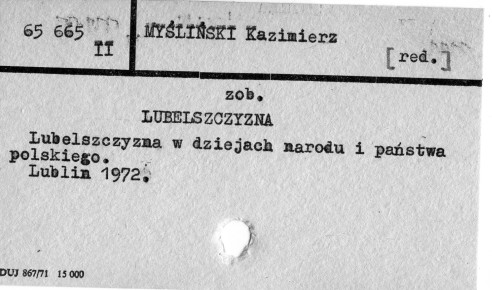 65 665
II
MYŚLIŃSKI Kazimierz
[red.]
zob.
LUBELSZCZYZNA
Lubelszczyzna w dziejach narodu i państwa
polskiego.
Lublin 1972.
DUJ 867/71 15 000